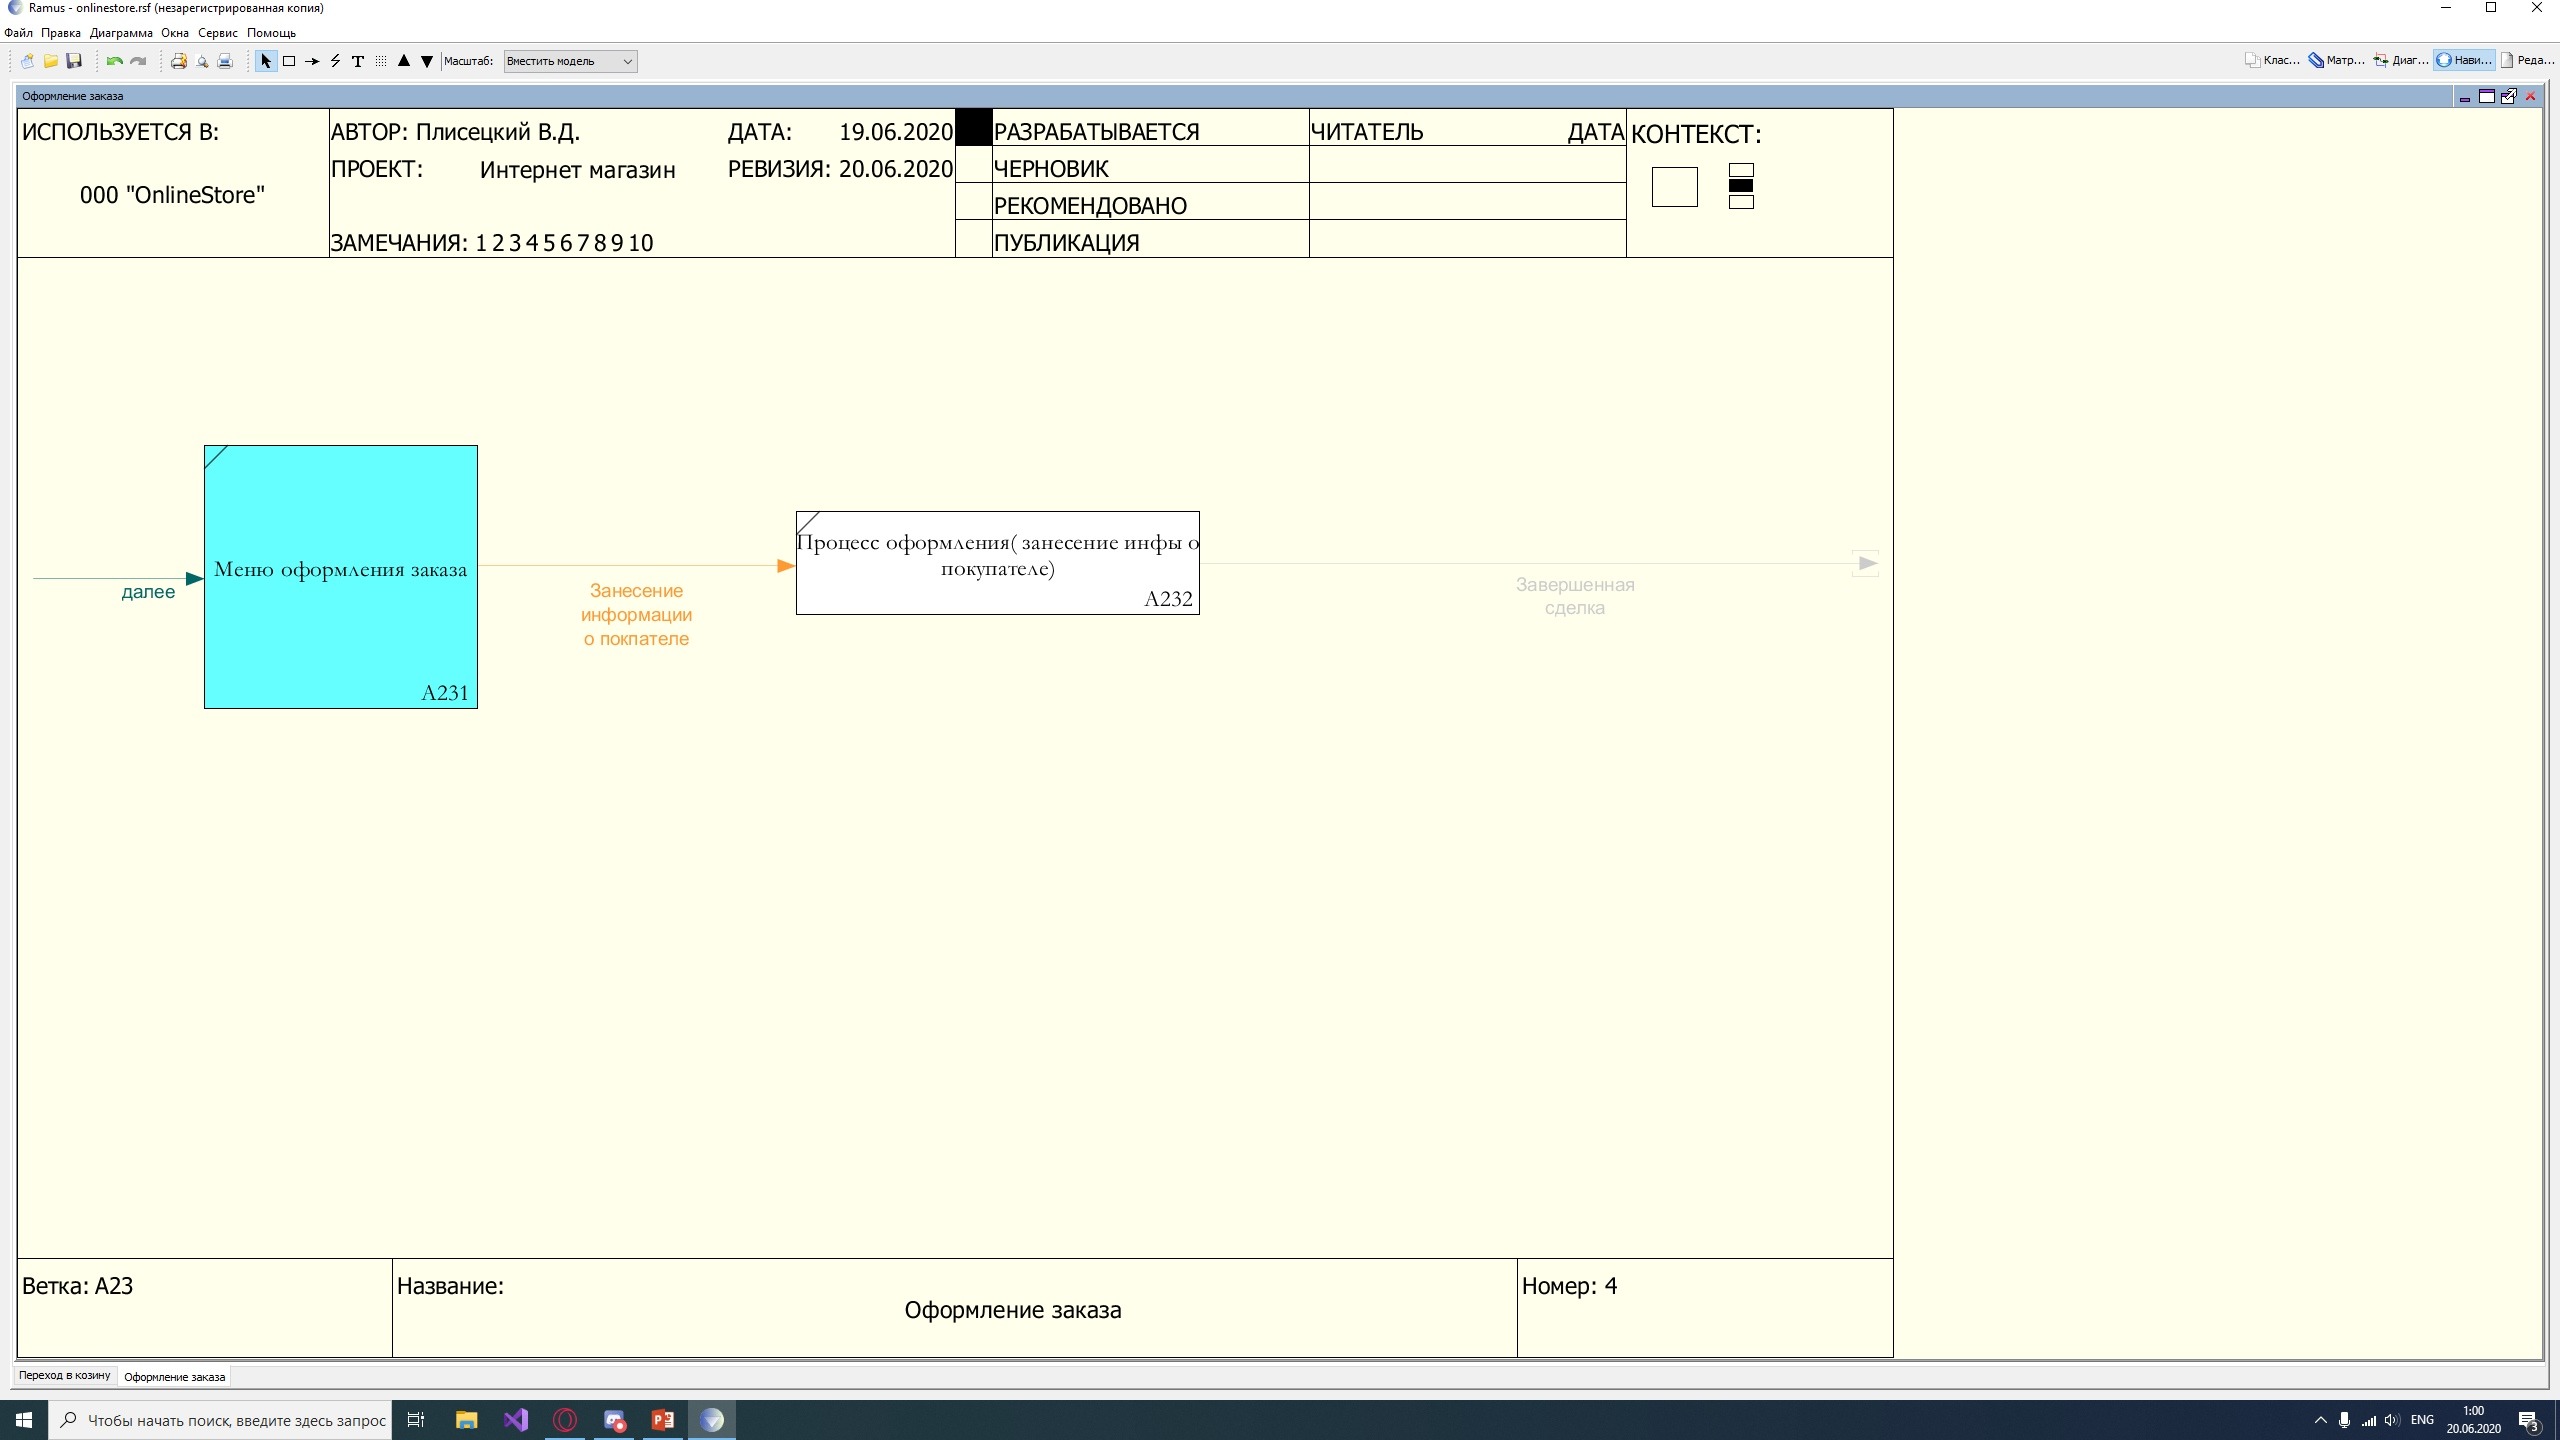 Ramus - onlinestore.rsf (незарегистрированная копия)
Файл Правка Диаграмма Окна Сервис Помощь
Масштаб: Вместить модель Клас... Матр... Диаг... Нави... Реда...
Оформление заказа
ИСПОЛЬЗУЕТСЯ В:
000 "OnlineStore"
АВТОР: Плисецкий В.Д. ДАТА: 19.06.2020
ПРОЕКТ: Интернет магазин РЕВИЗИЯ: 20.06.2020
ЗАМЕЧАНИЯ: 1 2 3 4 5 6 7 8 9 10
РАЗРАБАТЫВАЕТСЯ
ЧЕРНОВИК
РЕКОМЕНДОВАНО
ПУБЛИКАЦИЯ
ЧИТАТЕЛЬ ДАТА
КОНТЕКСТ:
далее
Меню оформления заказа
A231
Занесение
информации
о покпателе
Процесс оформления( занесение инфы о
покупателе)
A232
Завершенная
сделка
Ветка: A23
Название:
Оформление заказа
Номер: 4
Переход в козину Оформление заказа
Чтобы начать поиск, введите здесь запрос
ENG
1:00
20.06.2020
3